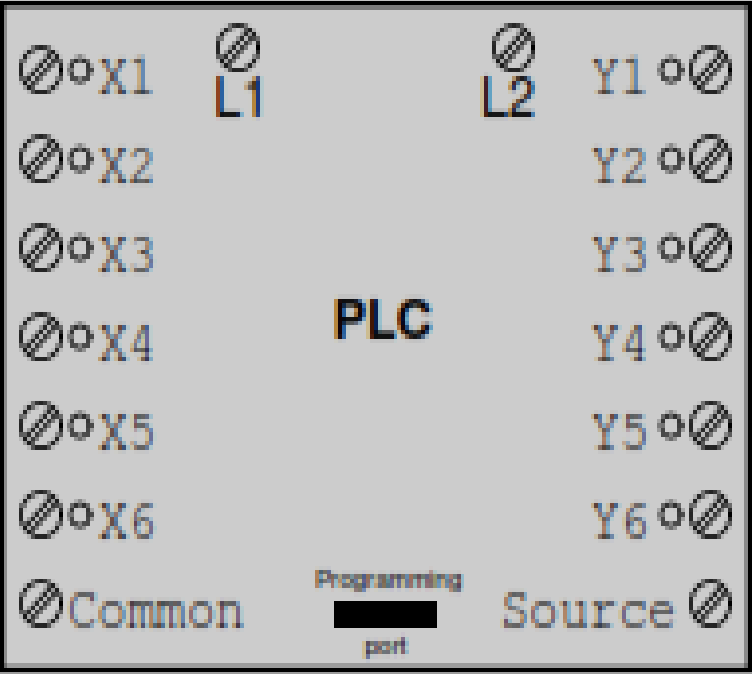 X1
L1
L2
Y1
X2
Y2
X3
Y3
PLC
X4
Y4
X5
Y5
X6
Y6
Programming
port
Common
Source